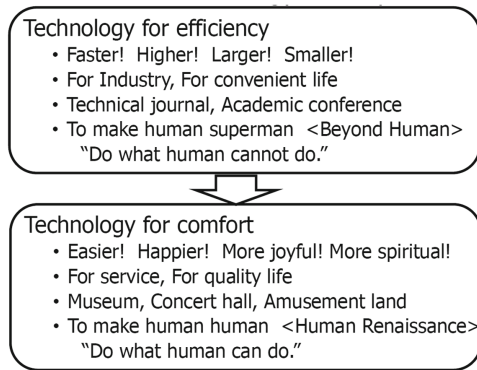 Technology for efficiency
• Faster!  Higher!  Larger!  Smaller!
• For Industry, For convenient life
• Technical journal, Academic conference
• To make human superman  <Beyond Human>
“Do what human cannot do.”
Technology for comfort
• Easier!  Happier!  More joyful! More spiritual!
• For service, For quality life
• Museum, Concert hall, Amusement land
• To make human human  <Human Renaissance>
“Do what human can do.”